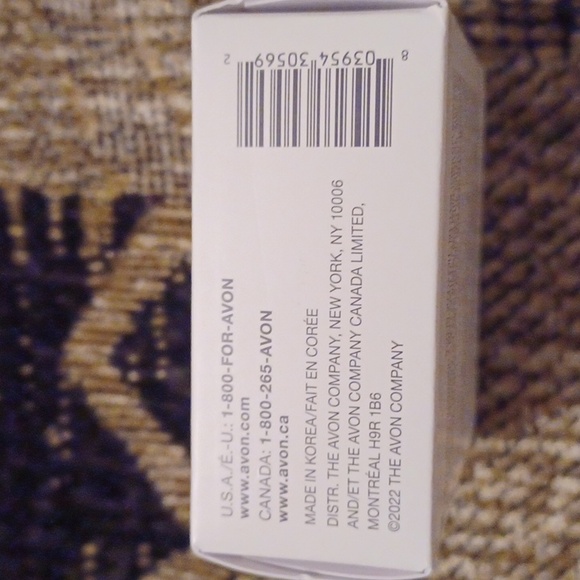 U.S.A./É.-U.: 1-800-FOR-AVON
www.avon.com
CANADA: 1-800-265-AVON
www.avon.ca
MADE IN KOREA/FAIT EN CORÉE
DISTR. THE AVON COMPANY, NEW YORK, NY 10006
AND/ET THE AVON COMPANY CANADA LIMITED,
MONTRÉAL H9R 1B6
©2022 THE AVON COMPANY
8 03954 30569 2